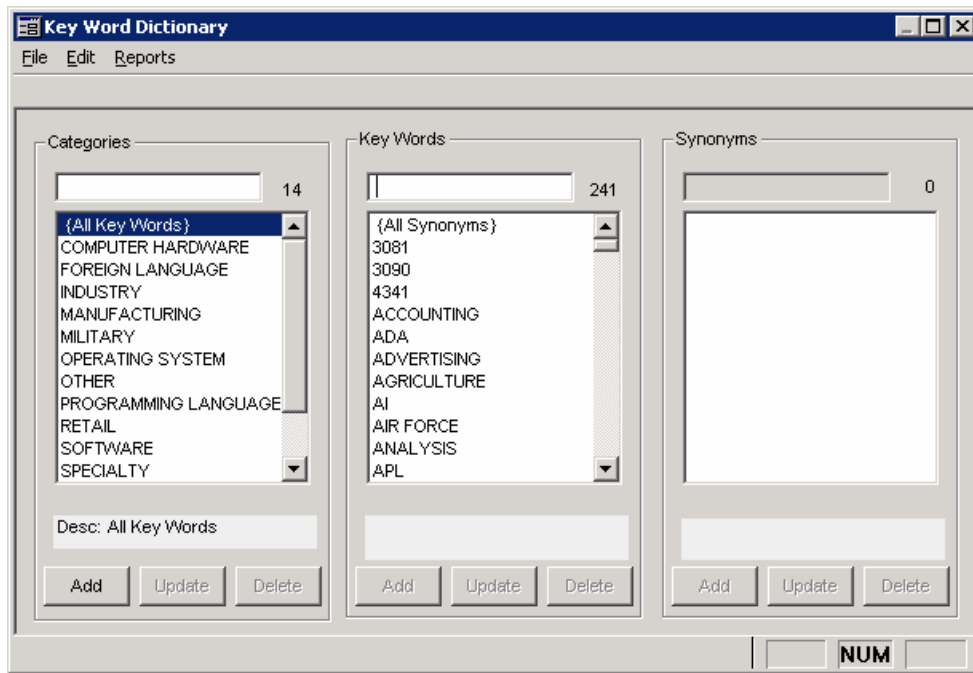 Key Word Dictionary
File Edit Reports
Categories
14
{All Key Words}
COMPUTER HARDWARE
FOREIGN LANGUAGE
INDUSTRY
MANUFACTURING
MILITARY
OPERATING SYSTEM
OTHER
PROGRAMMING LANGUAGE
RETAIL
SOFTWARE
SPECIALTY
Desc: All Key Words
Add Update Delete
Key Words
241
{All Synonyms}
3081
3090
4341
ACCOUNTING
ADA
ADVERTISING
AGRICULTURE
AI
AIR FORCE
ANALYSIS
APL
Add Update Delete
Synonyms
0
Add Update Delete
NUM